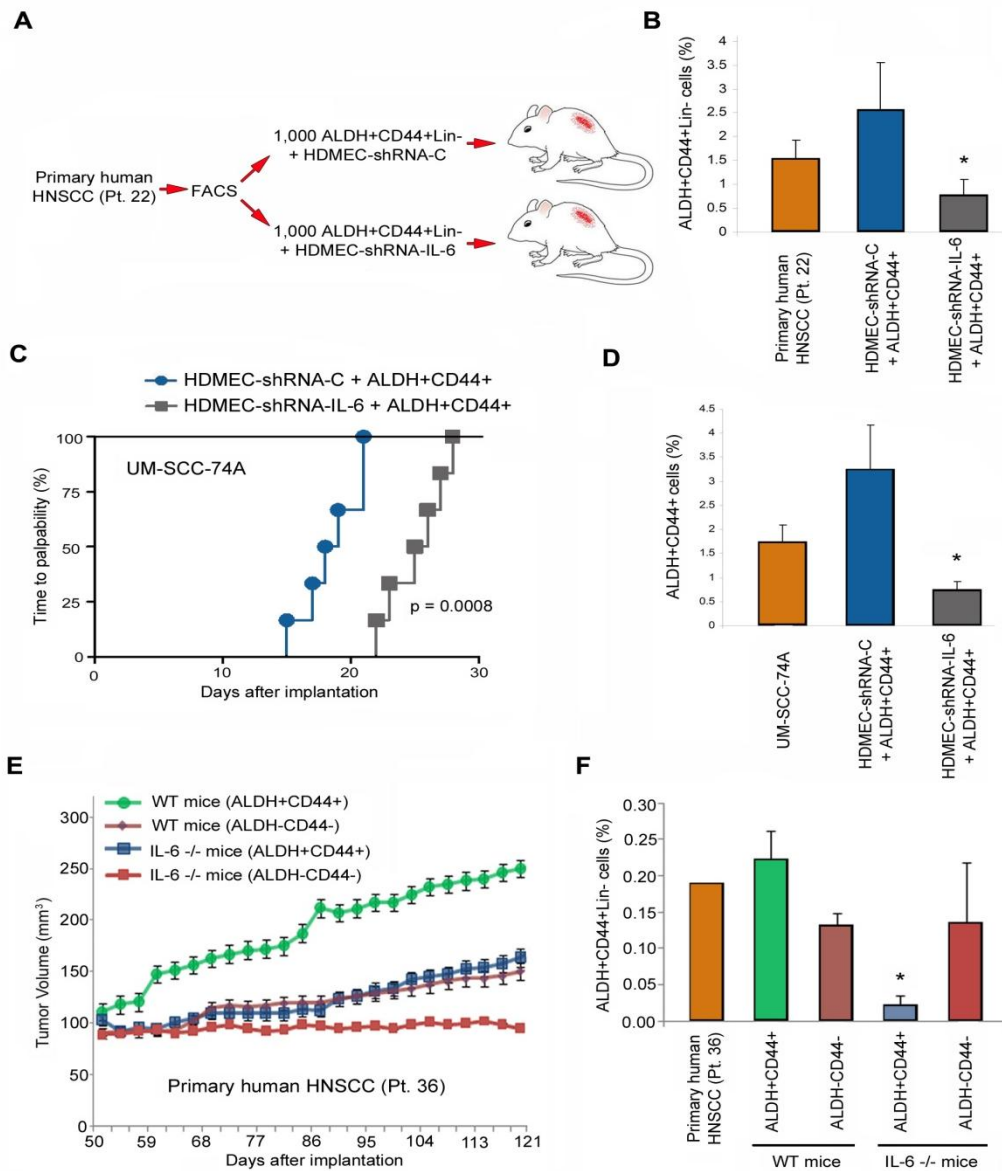 A
Primary human
HNSCC (Pt. 22)
FACS
1,000 ALDH+CD44+Lin-
+ HDMEC-shRNA-C
1,000 ALDH+CD44+Lin-
+ HDMEC-shRNA-IL-6
B
ALDH+CD44+Lin- cells (%)
4
3.5
3
2.5
2
1.5
1
0.5
0
*
Primary human
HNSCC (Pt. 22)
HDMEC-shRNA-C
+ ALDH+CD44+
HDMEC-shRNA-IL-6
+ ALDH+CD44+
C
HDMEC-shRNA-C + ALDH+CD44+
HDMEC-shRNA-IL-6 + ALDH+CD44+
Time to palpability (%)
100
75
50
25
0
UM-SCC-74A
p = 0.0008
0 10 20 30
Days after implantation
D
ALDH+CD44+ cells (%)
4.5
4
3.5
3
2.5
2
1.5
1
0.5
0
*
UM-SCC-74A
HDMEC-shRNA-C
+ ALDH+CD44+
HDMEC-shRNA-IL-6
+ ALDH+CD44+
E
WT mice (ALDH+CD44+)
WT mice (ALDH-CD44-)
IL-6 -/- mice (ALDH+CD44+)
IL-6 -/- mice (ALDH-CD44-)
Tumor Volume (mm³)
300
250
200
150
100
50
0
Primary human HNSCC (Pt. 36)
50 59 68 77 86 95 104 113 121
Days after implantation
F
ALDH+CD44+Lin- cells (%)
0.30
0.25
0.20
0.15
0.10
0.05
0.00
*
Primary human
HNSCC (Pt. 36)
ALDH+CD44+
ALDH-CD44-
ALDH+CD44+
ALDH-CD44-
WT mice
IL-6 -/- mice